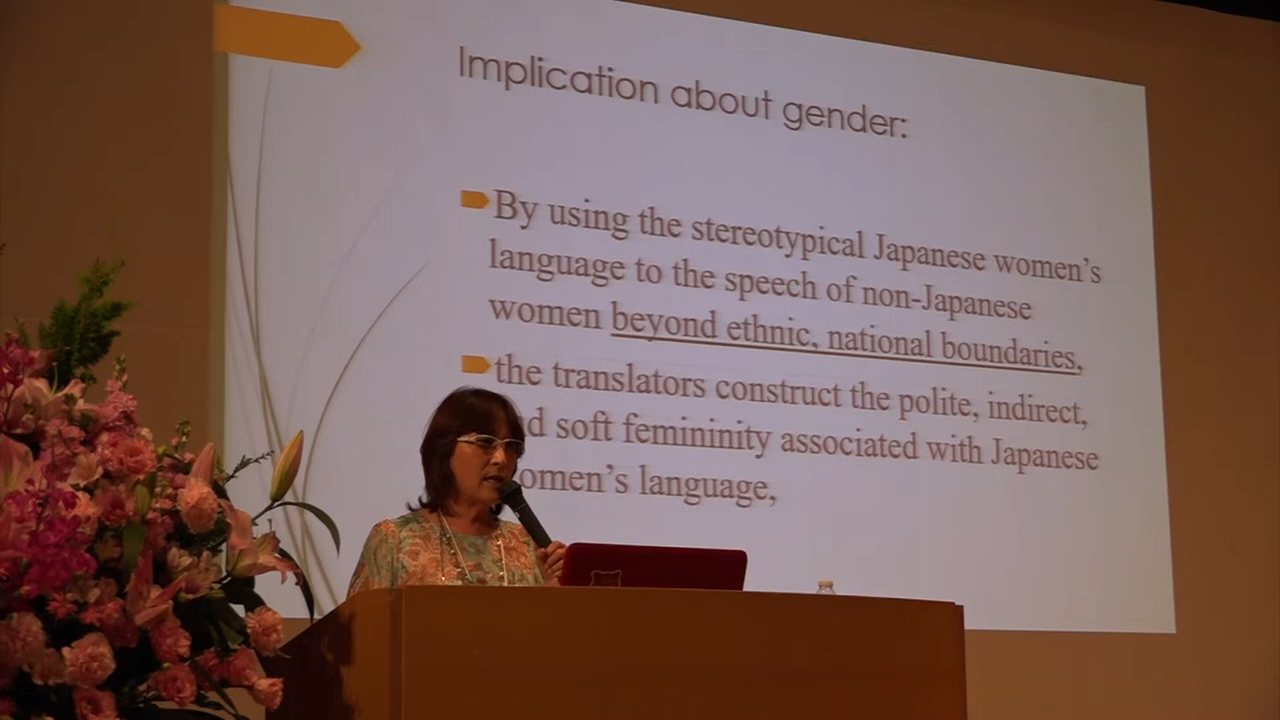 Implication about gender:
By using the stereotypical Japanese women's
language to the speech of non-Japanese
women beyond ethnic, national boundaries,
the translators construct the polite, indirect,
soft femininity associated with Japanese
language,